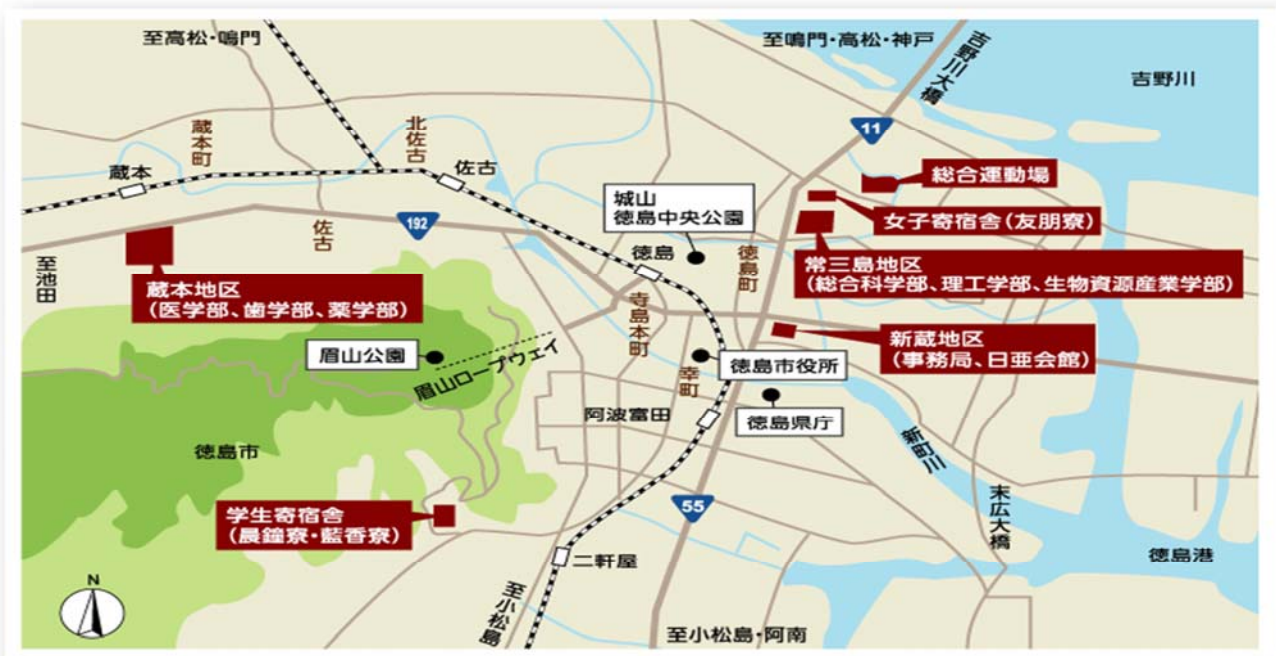 至高松・鳴門
至鳴門・高松・神戸
吉野川大橋
吉野川
11
蔵本町
北佐古
蔵本
佐古
総合運動場
城山
徳島中央公園
女子寄宿舎(友朋寮)
192
佐古
徳島
徳島町
常三島地区
(総合科学部、理工学部、生物資源産業学部)
至池田
蔵本地区
(医学部、歯学部、薬学部)
寺島本町
新蔵地区
(事務局、日亜会館)
眉山公園
眉山ロープウェイ
徳島市役所
幸町
阿波富田
徳島県庁
新町川
徳島市
末広大橋
学生寄宿舎
(晨鐘寮・藍香寮)
55
二軒屋
徳島港
N
至小松島
至小松島・阿南